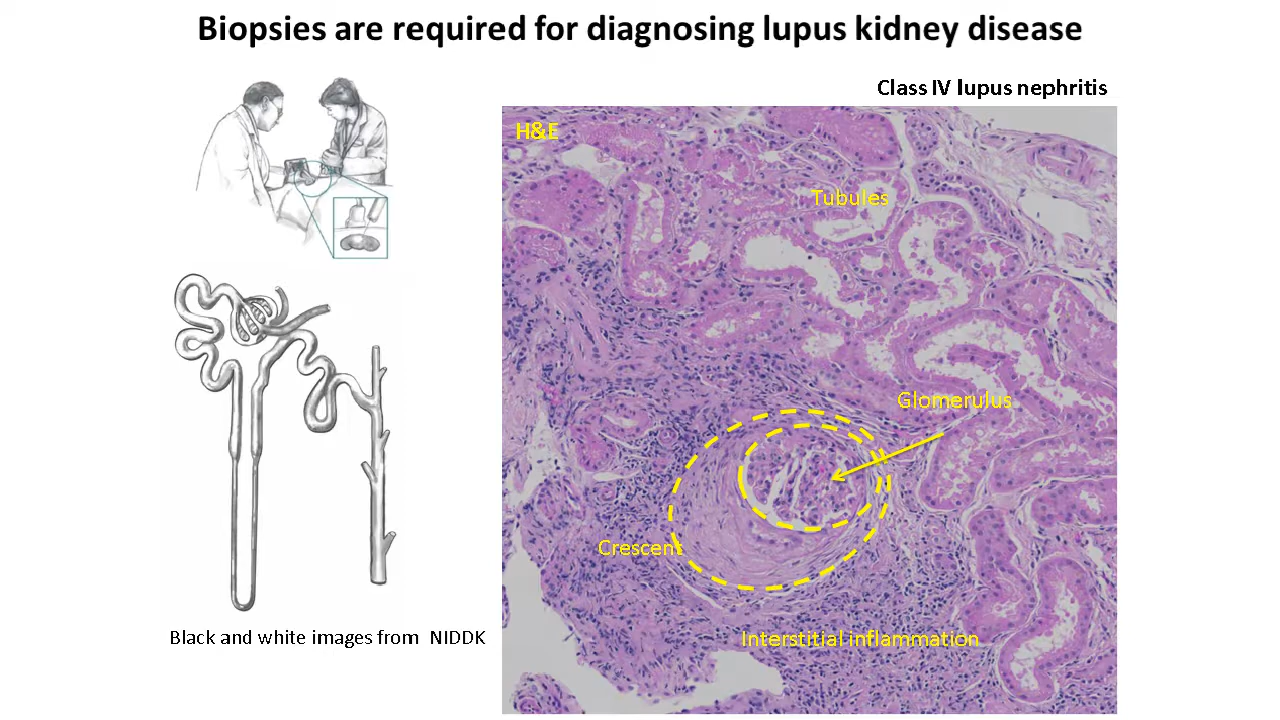 Biopsies are required for diagnosing lupus kidney disease
Class IV lupus nephritis
H&E
Tubules
Glomerulus
Crescent
Interstitial inflammation
Black and white images from NIDDK